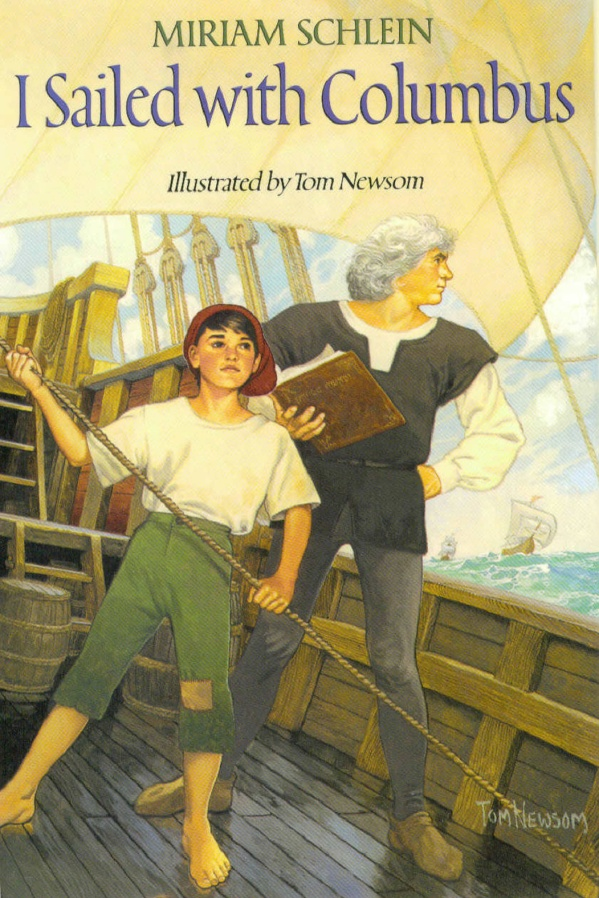 MIRIAM SCHLEIN
I Sailed with Columbus
Illustrated by Tom Newsom
TOM NEWSOM